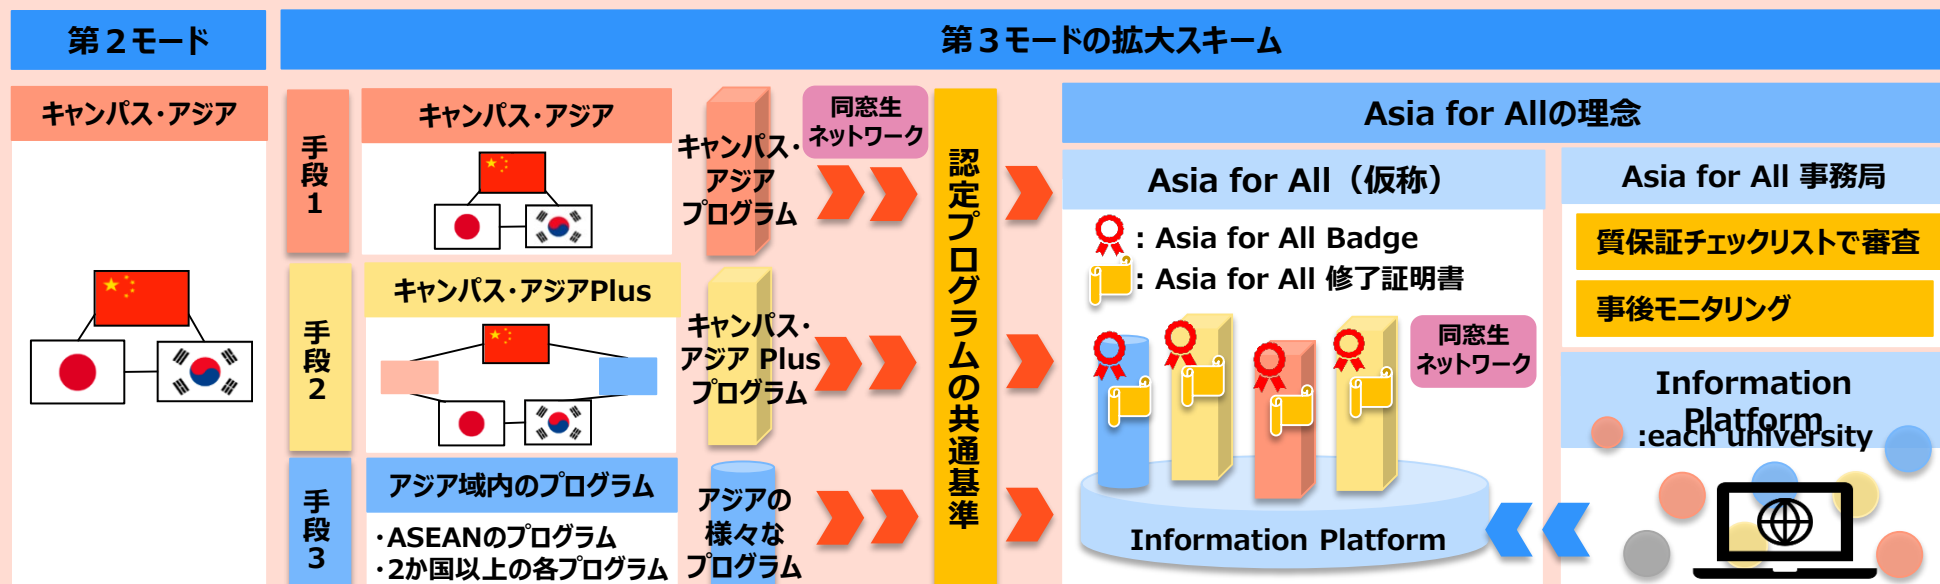 第２モード
第３モードの拡大スキーム
キャンパス・アジア
手段1
キャンパス・アジア
キャンパス・
アジア
プログラム
同窓生
ネットワーク
手段2
キャンパス・アジアPlus
キャンパス・
アジア Plus
プログラム
手段3
アジア域内のプログラム
・ASEANのプログラム
・2か国以上の各プログラム
アジアの
様々な
プログラム
認定プログラムの共通基準
Asia for Allの理念
Asia for All（仮称）
: Asia for All Badge
: Asia for All 修了証明書
同窓生
ネットワーク
Information Platform
Asia for All 事務局
質保証チェックリストで審査
事後モニタリング
Information
Platform
:each university